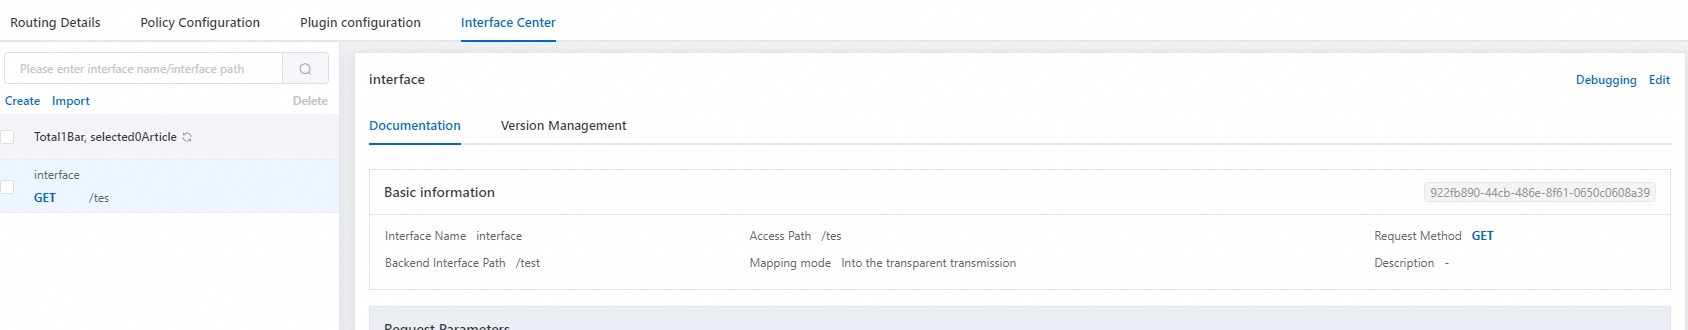 Routing Details Policy Configuration Plugin configuration Interface Center
Please enter interface name/interface path
Create Import Delete
Total1Bar, selected0Article
interface
GET /tes
interface Debugging Edit
Documentation Version Management
Basic information 922fb890-44cb-486e-8f61-0650c0608a39
Interface Name interface Access Path /tes Request Method GET
Backend Interface Path /test Mapping mode Into the transparent transmission Description -
Request Parameters